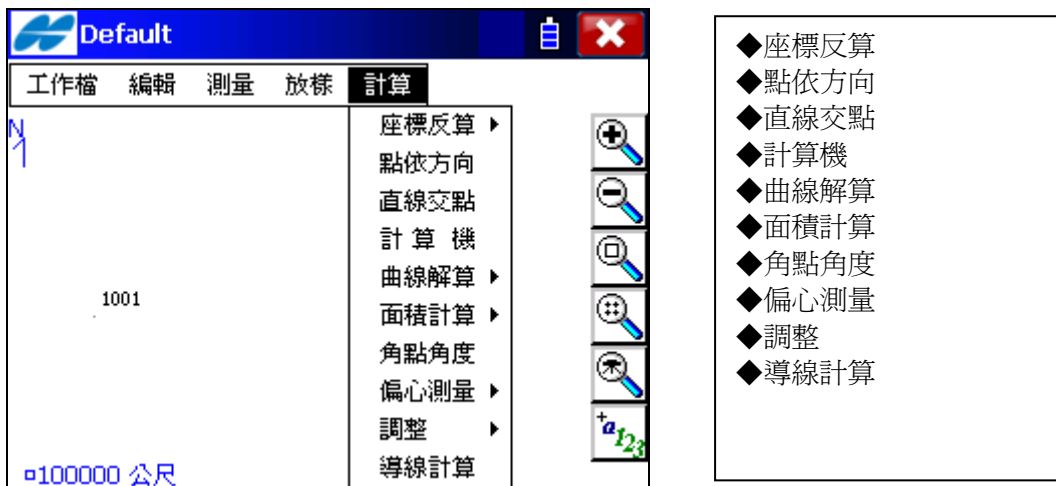 Default
工作檔 編輯 測量 放樣 計算
N
座標反算
點依方向
直線交點
計 算 機
曲線解算
面積計算
角點角度
偏心測量
調整
導線計算
1001
+a123
100000 公尺
◆座標反算
◆點依方向
◆直線交點
◆計算機
◆曲線解算
◆面積計算
◆角點角度
◆偏心測量
◆調整
◆導線計算